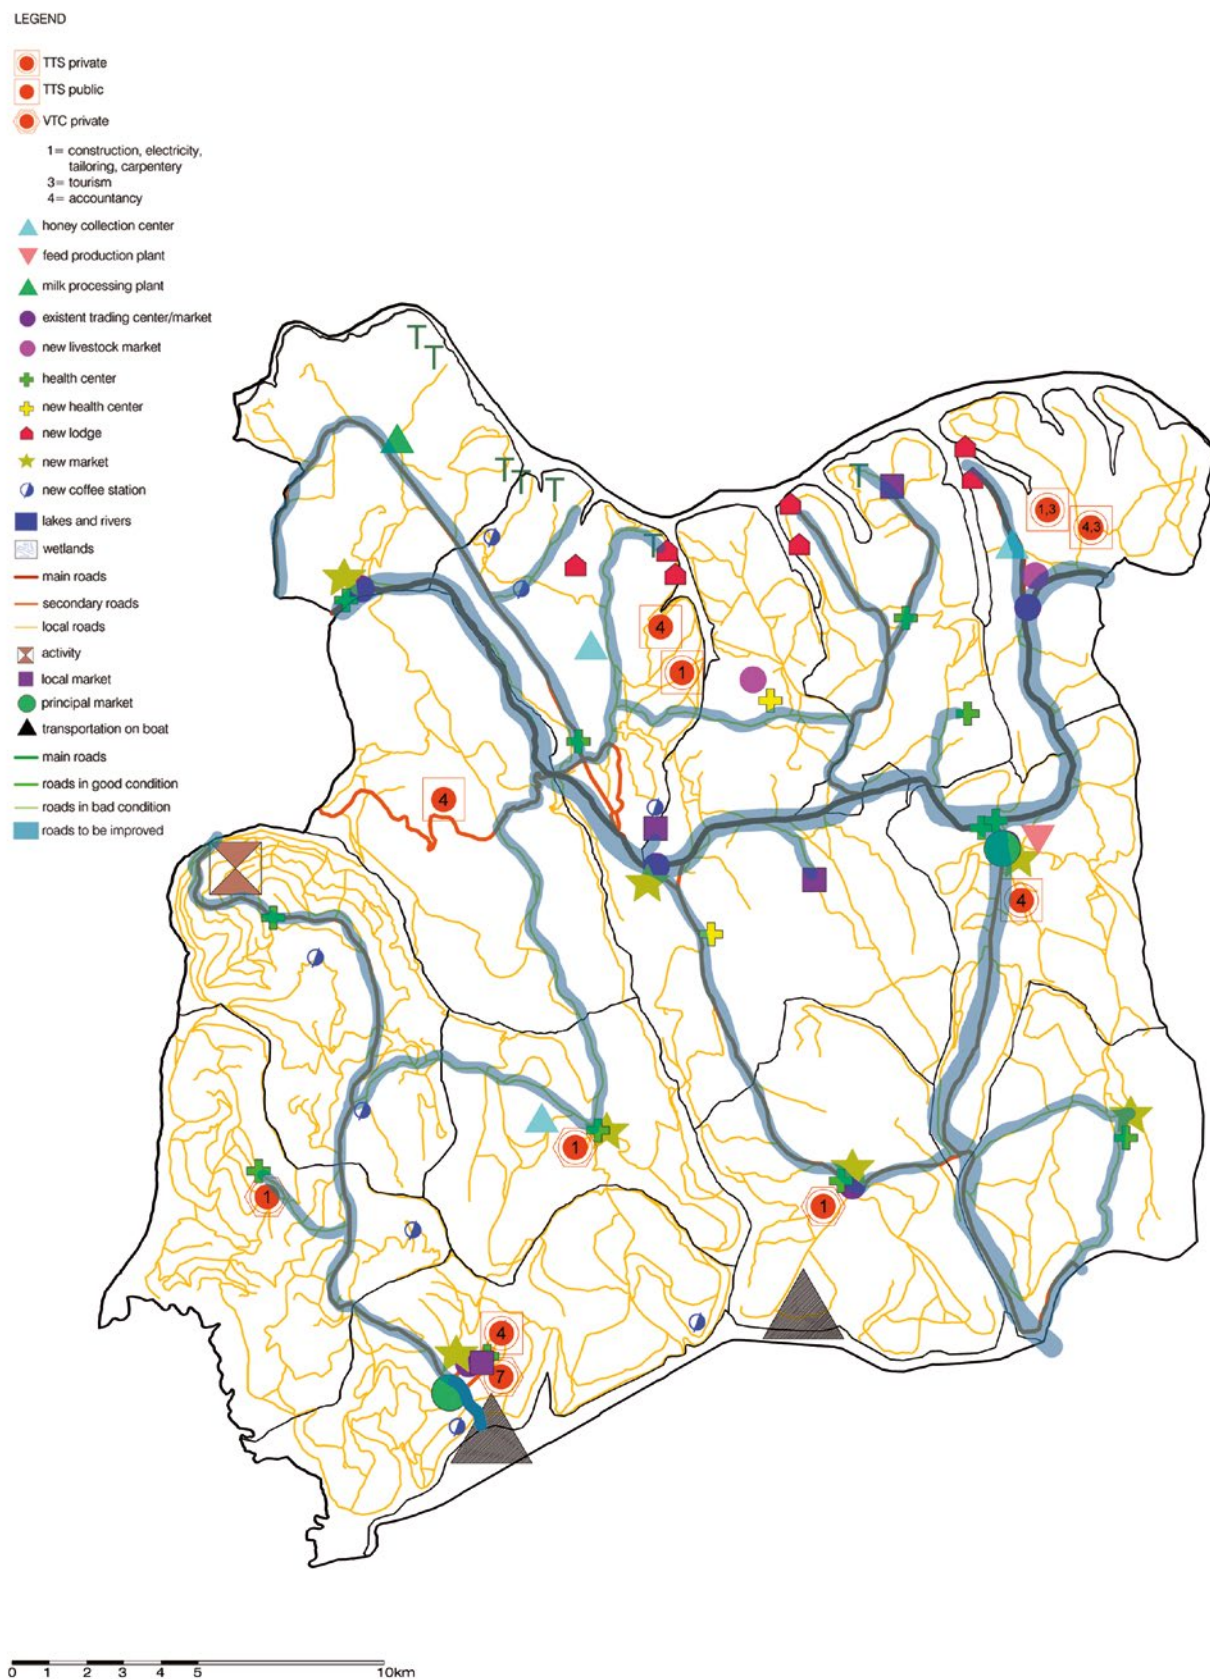 LEGEND
TTS private
TTS public
VTC private
1= construction, electricity,
tailoring, carpentery
3= tourism
4= accountancy
honey collection center
feed production plant
milk processing plant
existent trading center/market
new livestock market
health center
new health center
new lodge
new market
new coffee station
lakes and rivers
wetlands
main roads
secondary roads
local roads
activity
local market
principal market
transportation on boat
main roads
roads in good condition
roads in bad condition
roads to be improved
T
T
T
T
T
T
T
1,3
4,3
4
1
4
4
1
1
1
4
7
0 1 2 3 4 5 10km